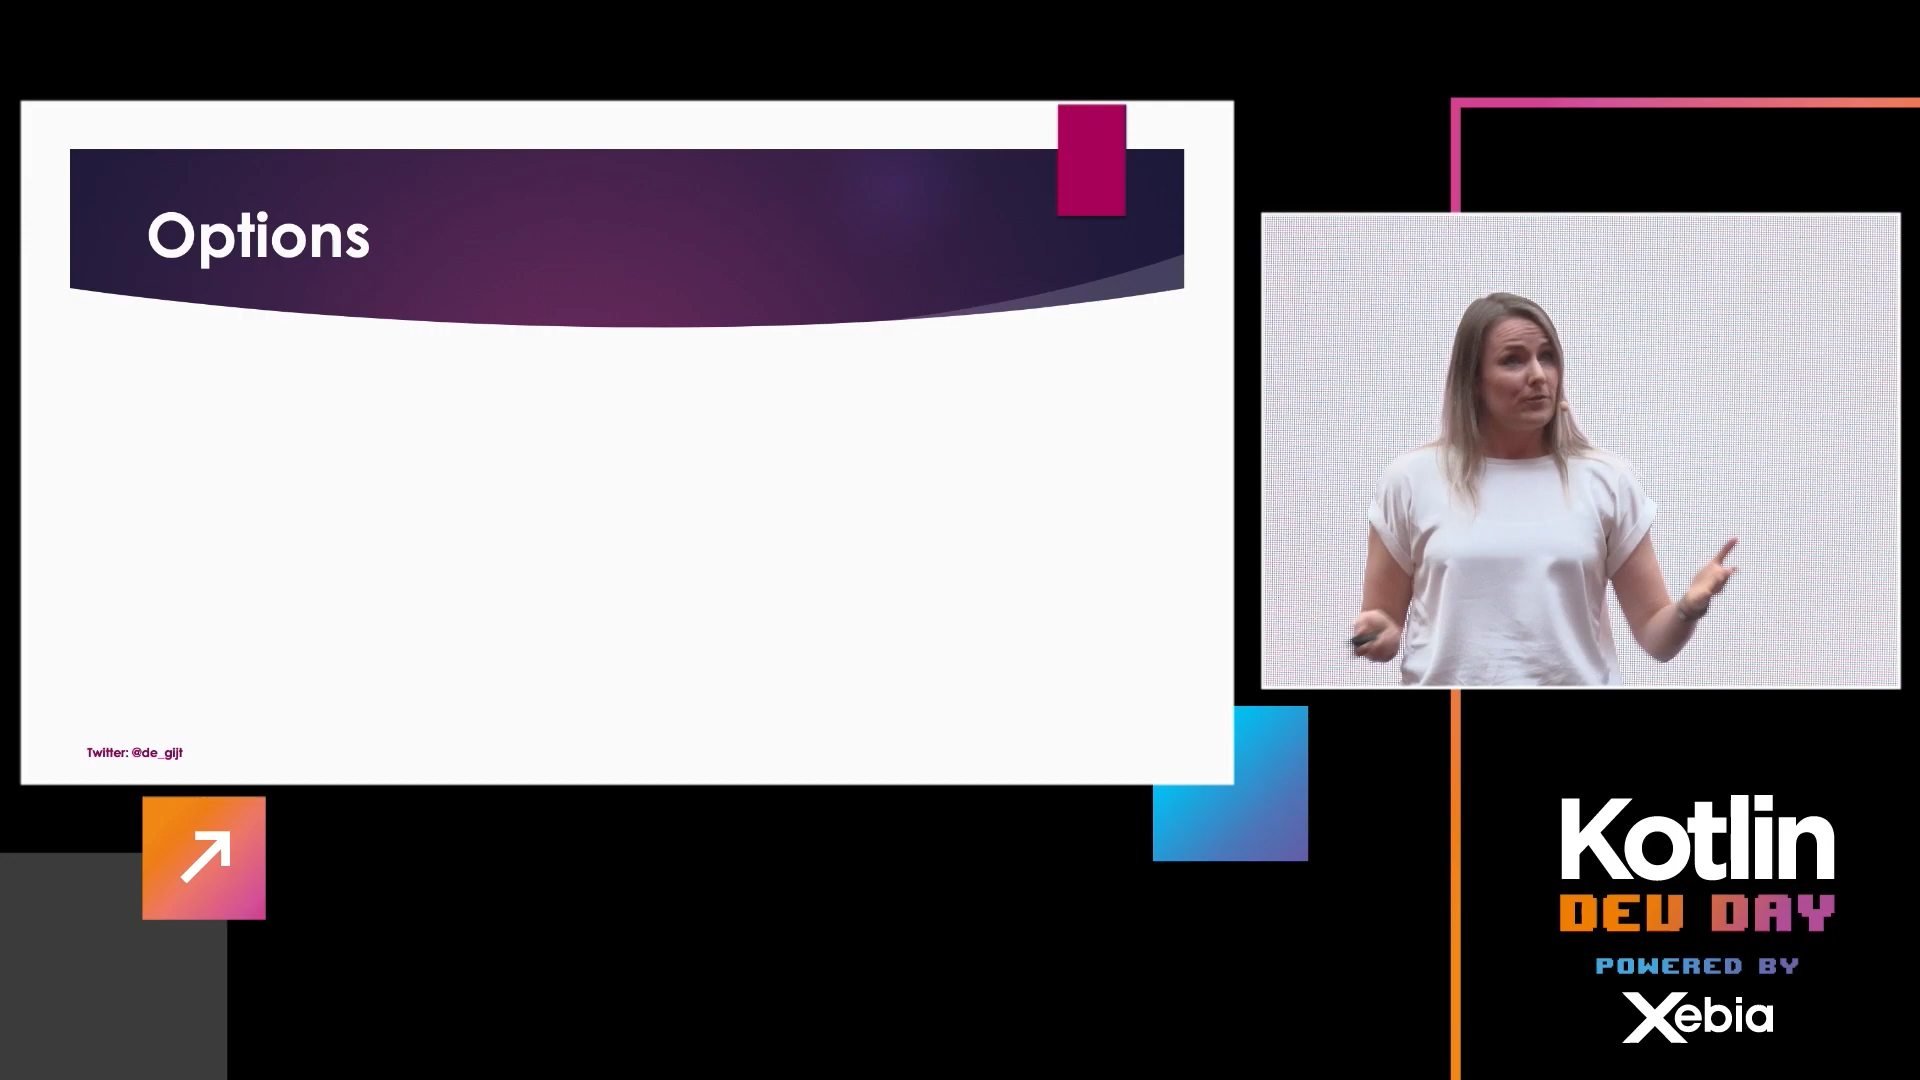 Options
Twitter: @de_gijt
Kotlin
DEV DAY
POWERED BY
Xebia